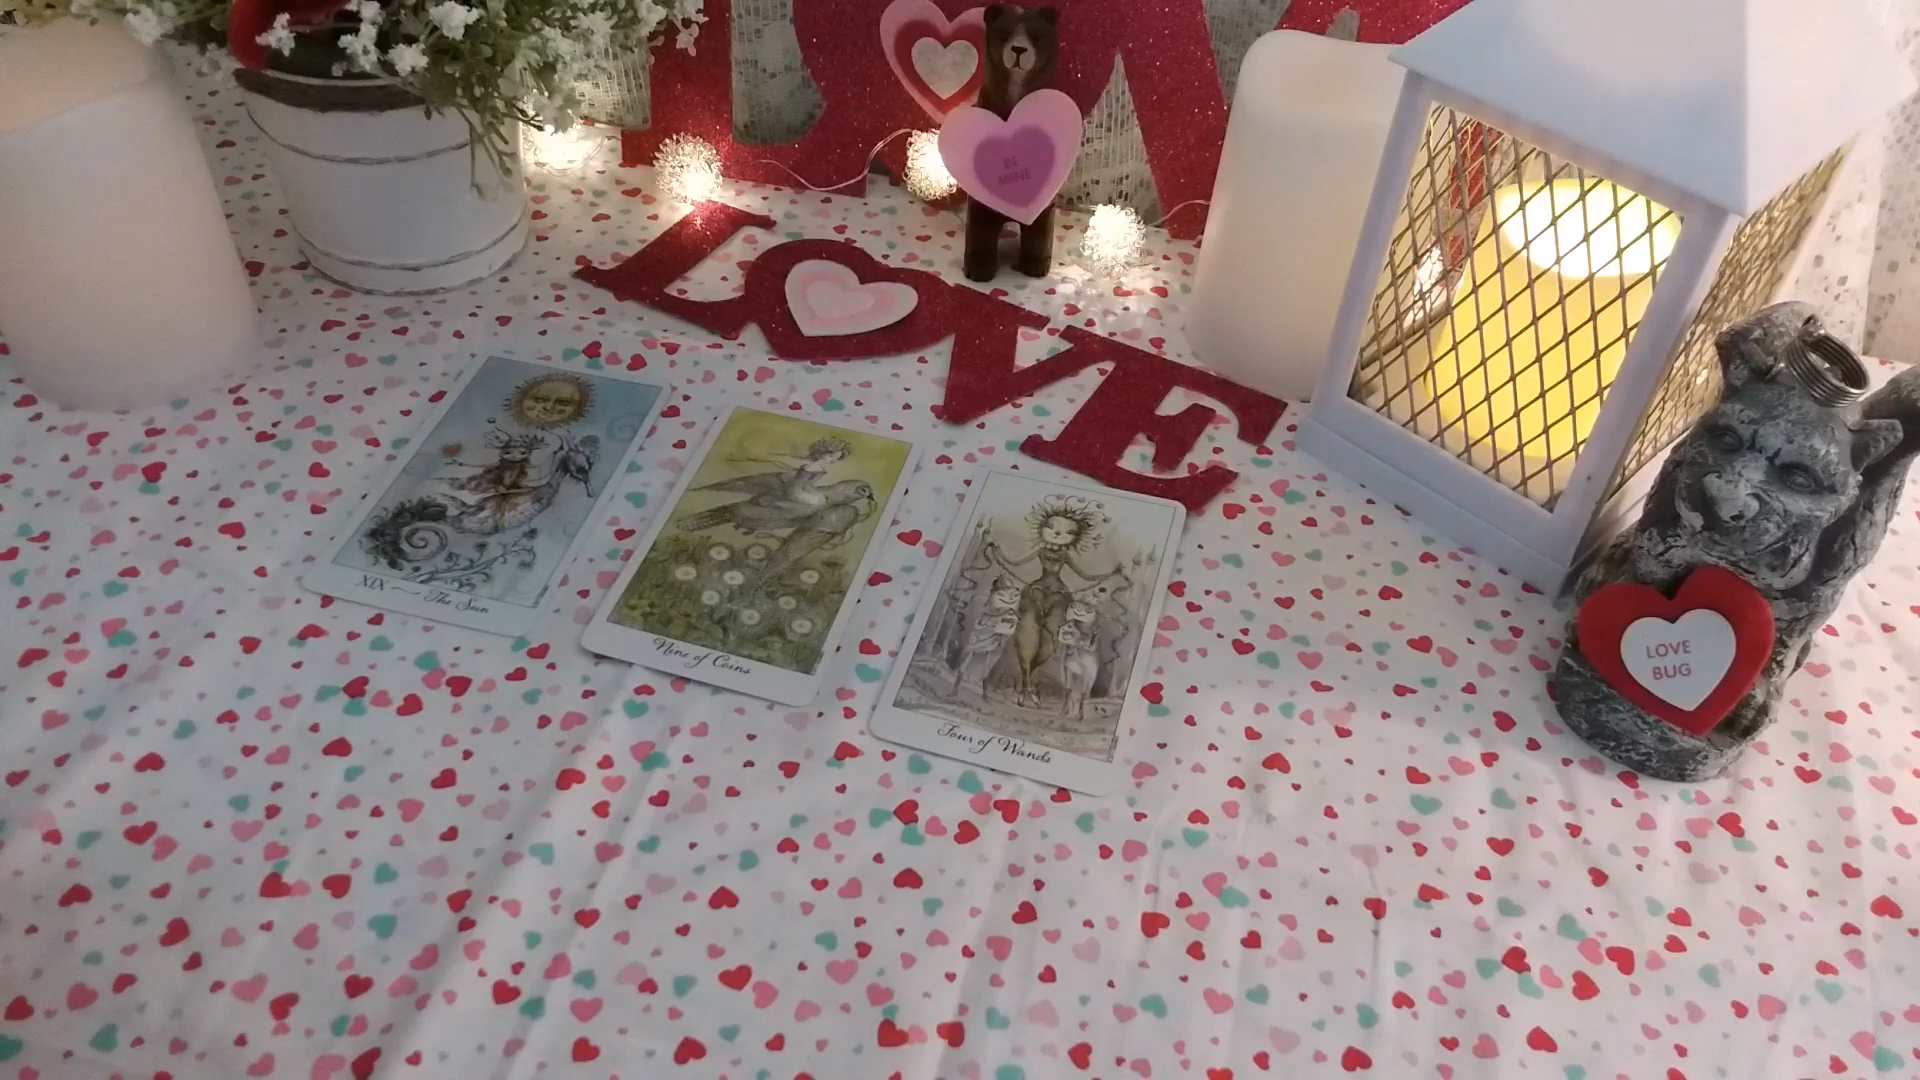 BE
MINE
LOVE
XIX The Sun
Nine of Coins
Four of Wands
LOVE
BUG